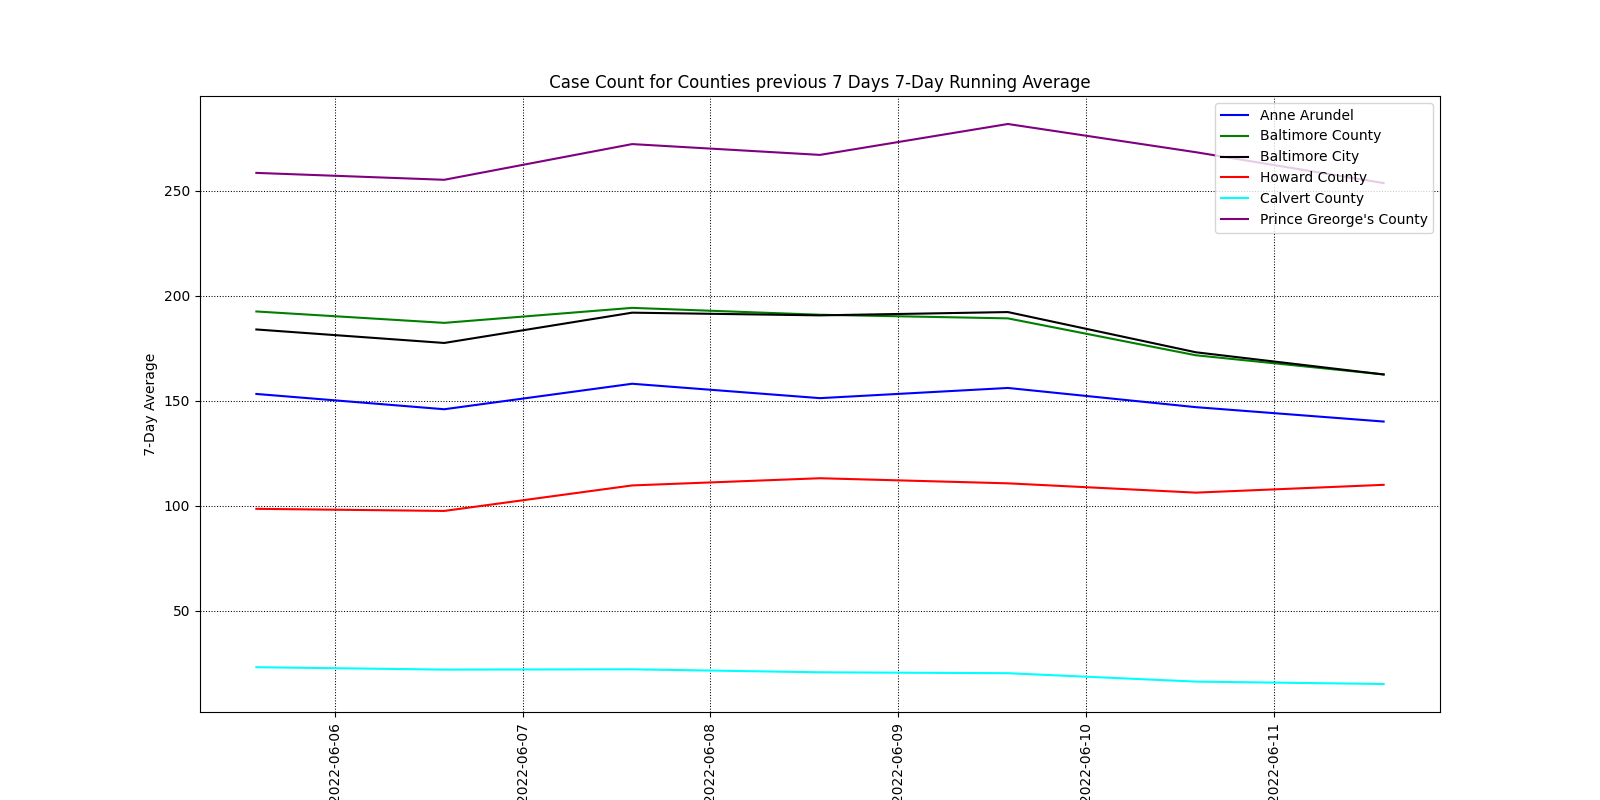 Case Count for Counties previous 7 Days 7-Day Running Average
Anne Arundel
Baltimore County
Baltimore City
Howard County
Calvert County
Prince Greorge's County
250
200
150
100
50
7-Day Average
2022-06-06
2022-06-07
2022-06-08
2022-06-09
2022-06-10
2022-06-11